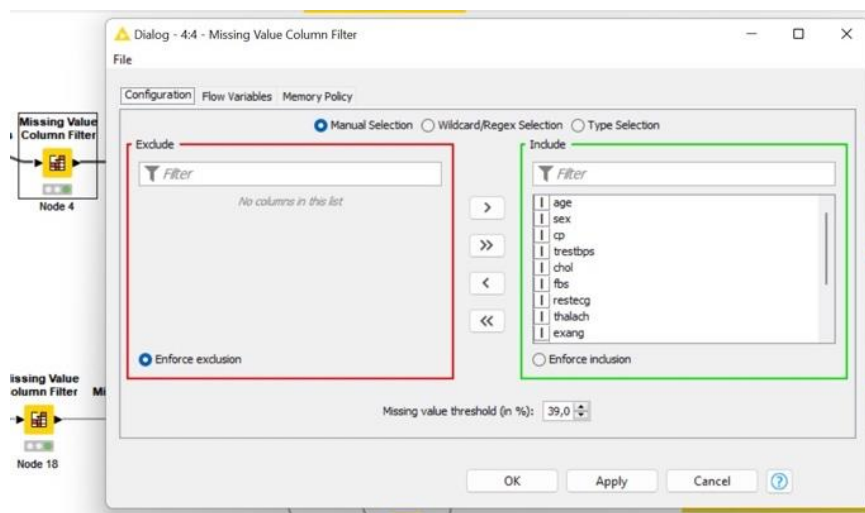 Dialog - 4:4 - Missing Value Column Filter
File
Configuration Flow Variables Memory Policy
Manual Selection Wildcard/Regex Selection Type Selection
Missing Value
Column Filter
Node 4
Exclude
Filter
No columns in this list
Enforce exclusion
>
>>
<
<<
Include
Filter
I age
I sex
I cp
I trestbps
I chol
I fbs
I restecg
I thalach
I exang
Enforce inclusion
Missing value threshold (in %): 39,0
issing Value
olumn Filter Mi
Node 18
OK Apply Cancel ?